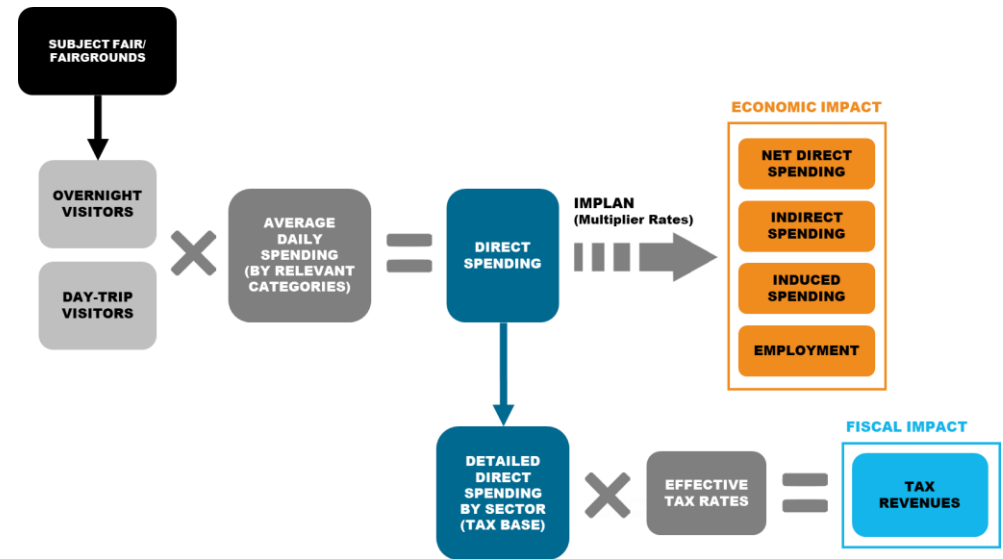 SUBJECT FAIR/
FAIRGROUNDS
OVERNIGHT
VISITORS
DAY-TRIP
VISITORS
AVERAGE
DAILY
SPENDING
(BY RELEVANT
CATEGORIES)
DIRECT
SPENDING
IMPLAN
(Multiplier Rates)
ECONOMIC IMPACT
NET DIRECT
SPENDING
INDIRECT
SPENDING
INDUCED
SPENDING
EMPLOYMENT
DETAILED
DIRECT
SPENDING
BY SECTOR
(TAX BASE)
EFFECTIVE
TAX RATES
FISCAL IMPACT
TAX
REVENUES